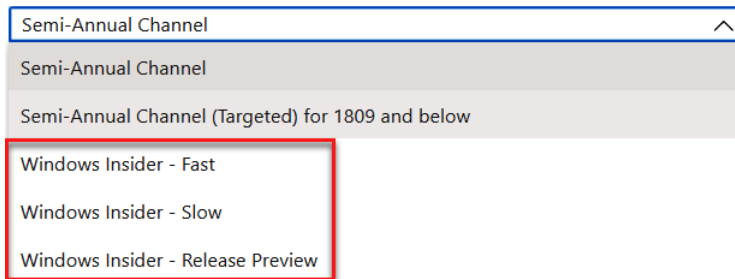 Semi-Annual Channel
Semi-Annual Channel
Semi-Annual Channel (Targeted) for 1809 and below
Windows Insider - Fast
Windows Insider - Slow
Windows Insider - Release Preview